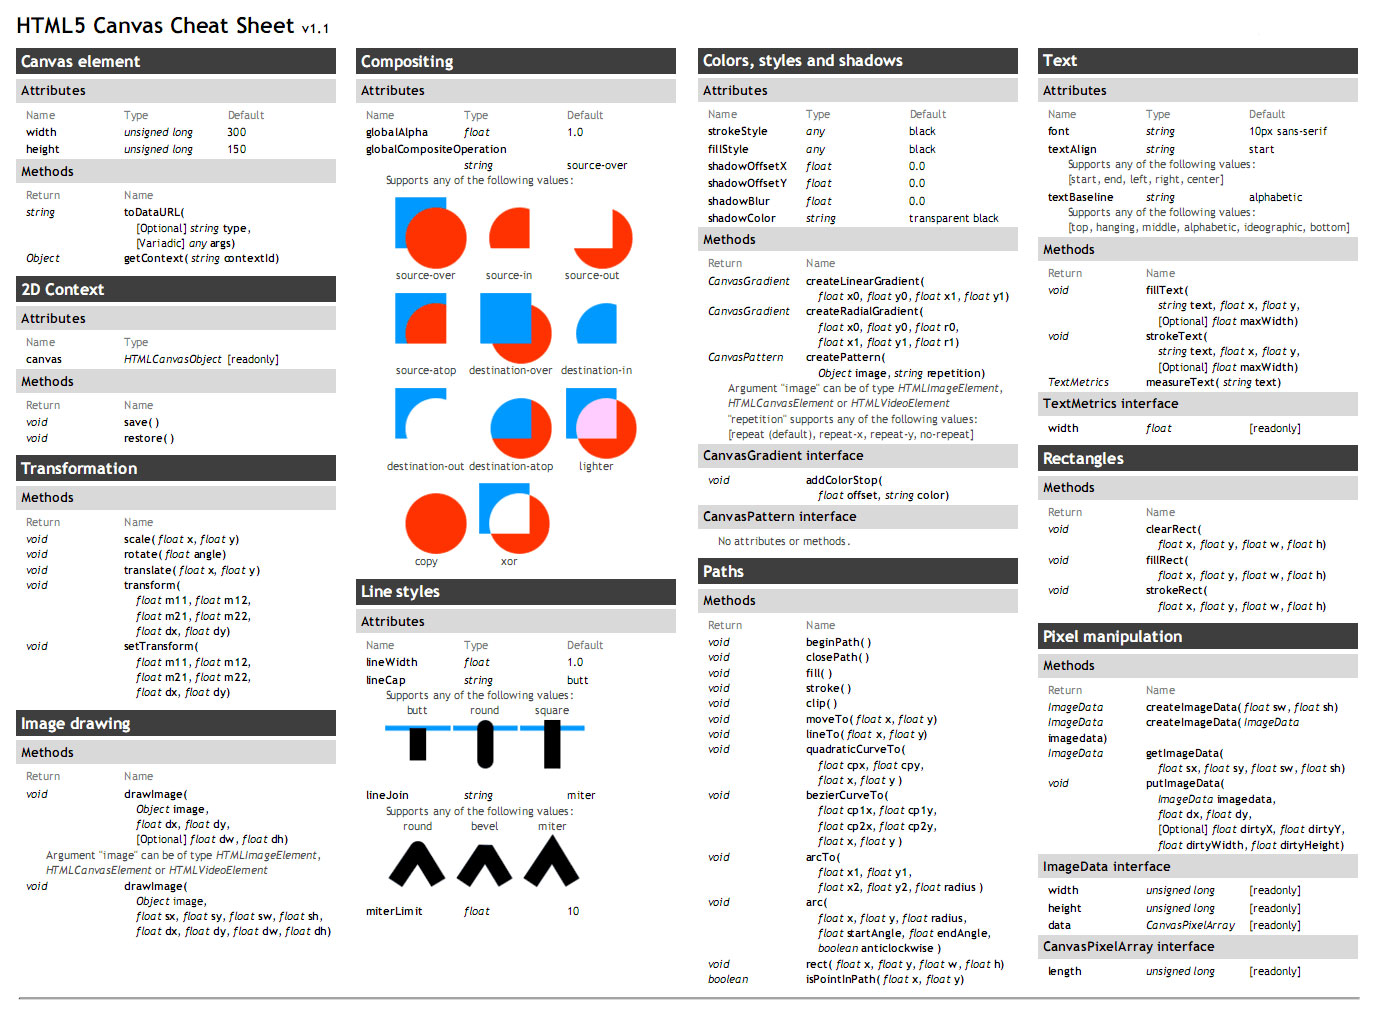 HTML5 Canvas Cheat Sheet v1.1
Canvas element
Attributes
Name Type Default
width unsigned long 300
height unsigned long 150
Methods
Return Name
string toDataURL(
[Optional] string type,
[Variadic] any args)
Object getContext( string contextId)
2D Context
Attributes
Name Type
canvas HTMLCanvasObject [readonly]
Methods
Return Name
void save( )
void restore( )
Transformation
Methods
Return Name
void scale( float x, float y)
void rotate( float angle)
void translate( float x, float y)
void transform(
float m11, float m12,
float m21, float m22,
float dx, float dy)
void setTransform(
float m11, float m12,
float m21, float m22,
float dx, float dy)
Image drawing
Methods
Return Name
void drawImage(
Object image,
float dx, float dy,
[Optional] float dw, float dh)
Argument "image" can be of type HTMLImageElement,
HTMLCanvasElement or HTMLVideoElement
void drawImage(
Object image,
float sx, float sy, float sw, float sh,
float dx, float dy, float dw, float dh)
Compositing
Attributes
Name Type Default
globalAlpha float 1.0
globalCompositeOperation
string source-over
Supports any of the following values:
source-over source-in source-out
source-atop destination-over destination-in
destination-out destination-atop lighter
copy xor
Line styles
Attributes
Name Type Default
lineWidth float 1.0
lineCap string butt
Supports any of the following values:
butt round square
lineJoin string miter
Supports any of the following values:
round bevel miter
miterLimit float 10
Colors, styles and shadows
Attributes
Name Type Default
strokeStyle any black
fillStyle any black
shadowOffsetX float 0.0
shadowOffsetY float 0.0
shadowBlur float 0.0
shadowColor string transparent black
Methods
Return Name
CanvasGradient createLinearGradient(
float x0, float y0, float x1, float y1)
CanvasGradient createRadialGradient(
float x0, float y0, float r0,
float x1, float y1, float r1)
CanvasPattern createPattern(
Object image, string repetition)
Argument "image" can be of type HTMLImageElement,
HTMLCanvasElement or HTMLVideoElement
"repetition" supports any of the following values:
[repeat (default), repeat-x, repeat-y, no-repeat]
CanvasGradient interface
void addColorStop(
float offset, string color)
CanvasPattern interface
No attributes or methods.
Paths
Methods
Return Name
void beginPath( )
void closePath( )
void fill( )
void stroke( )
void clip( )
void moveTo( float x, float y)
void lineTo( float x, float y)
void quadraticCurveTo(
float cpx, float cpy,
float x, float y )
void bezierCurveTo(
float cp1x, float cp1y,
float cp2x, float cp2y,
float x, float y )
void arcTo(
float x1, float y1,
float x2, float y2, float radius )
void arc(
float x, float y, float radius,
float startAngle, float endAngle,
boolean anticlockwise )
void rect( float x, float y, float w, float h)
boolean isPointInPath( float x, float y)
Text
Attributes
Name Type Default
font string 10px sans-serif
textAlign string start
Supports any of the following values:
[start, end, left, right, center]
textBaseline string alphabetic
Supports any of the following values:
[top, hanging, middle, alphabetic, ideographic, bottom]
Methods
Return Name
void fillText(
string text, float x, float y,
[Optional] float maxWidth)
void strokeText(
string text, float x, float y,
[Optional] float maxWidth)
TextMetrics measureText( string text)
TextMetrics interface
width float [readonly]
Rectangles
Methods
Return Name
void clearRect(
float x, float y, float w, float h)
void fillRect(
float x, float y, float w, float h)
void strokeRect(
float x, float y, float w, float h)
Pixel manipulation
Methods
Return Name
ImageData createImageData( float sw, float sh)
ImageData createImageData( ImageData
imagedata)
ImageData getImageData(
float sx, float sy, float sw, float sh)
void putImageData(
ImageData imagedata,
float dx, float dy,
[Optional] float dirtyX, float dirtyY,
float dirtyWidth, float dirtyHeight)
ImageData interface
width unsigned long [readonly]
height unsigned long [readonly]
data CanvasPixelArray [readonly]
CanvasPixelArray interface
length unsigned long [readonly]